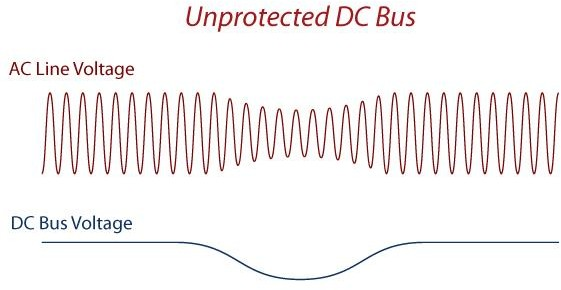 Unprotected DC Bus
AC Line Voltage
DC Bus Voltage